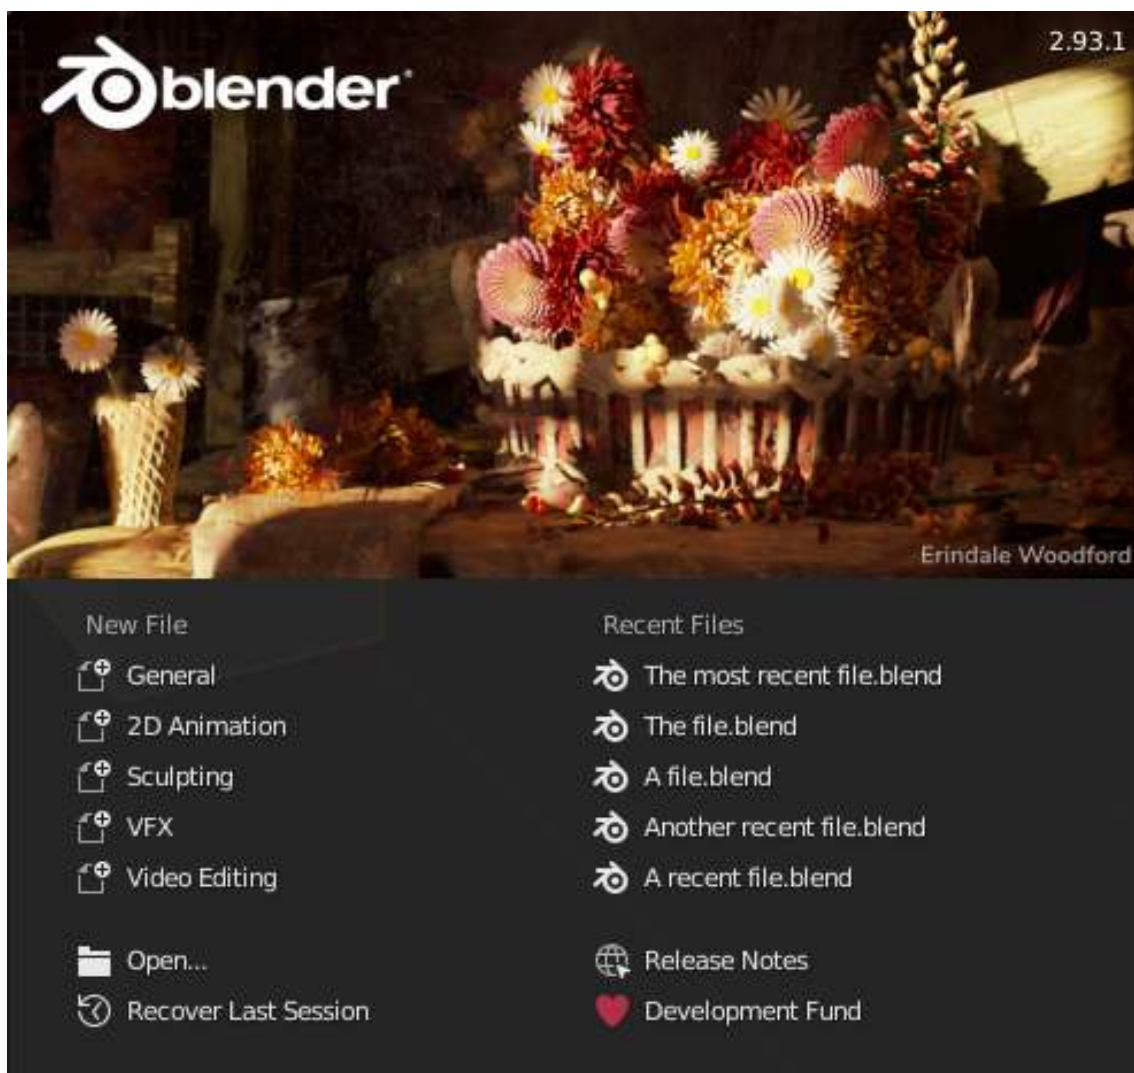 2.93.1
blender
Erindale Woodford
New File
General
2D Animation
Sculpting
VFX
Video Editing
Open...
Recover Last Session
Recent Files
The most recent file.blend
The file.blend
A file.blend
Another recent file.blend
A recent file.blend
Release Notes
Development Fund